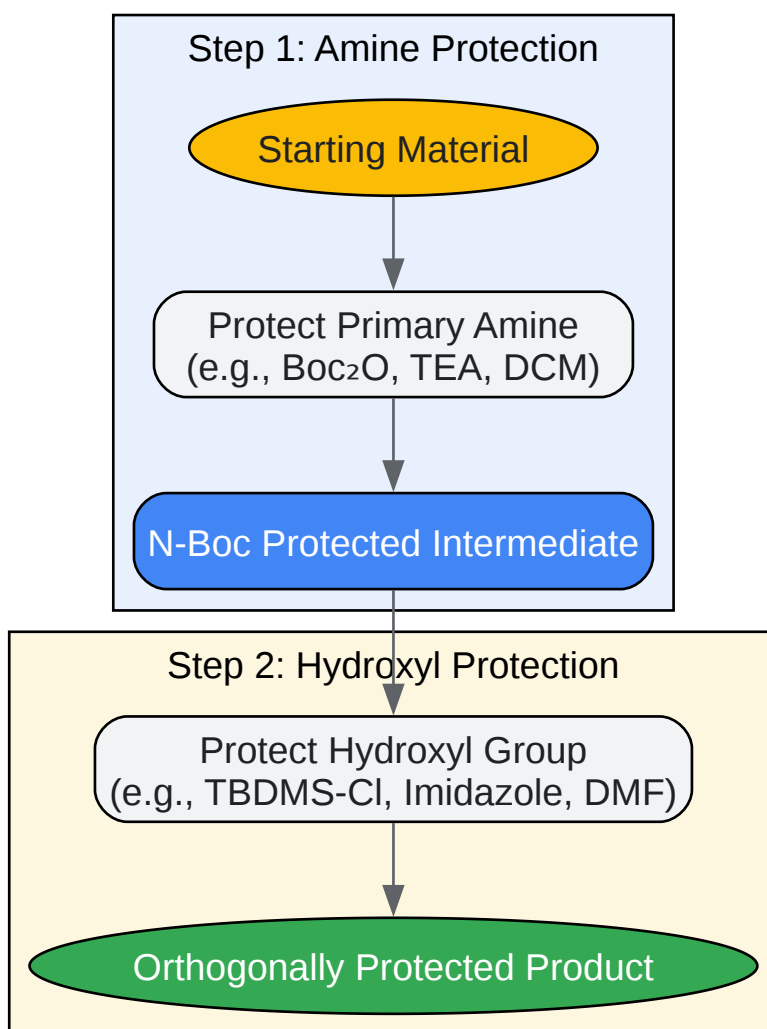 Step 1: Amine Protection
Starting Material
Protect Primary Amine
(e.g., Boc₂O, TEA, DCM)
N-Boc Protected Intermediate
Step 2: Hydroxyl Protection
Protect Hydroxyl Group
(e.g., TBDMS-Cl, Imidazole, DMF)
Orthogonally Protected Product